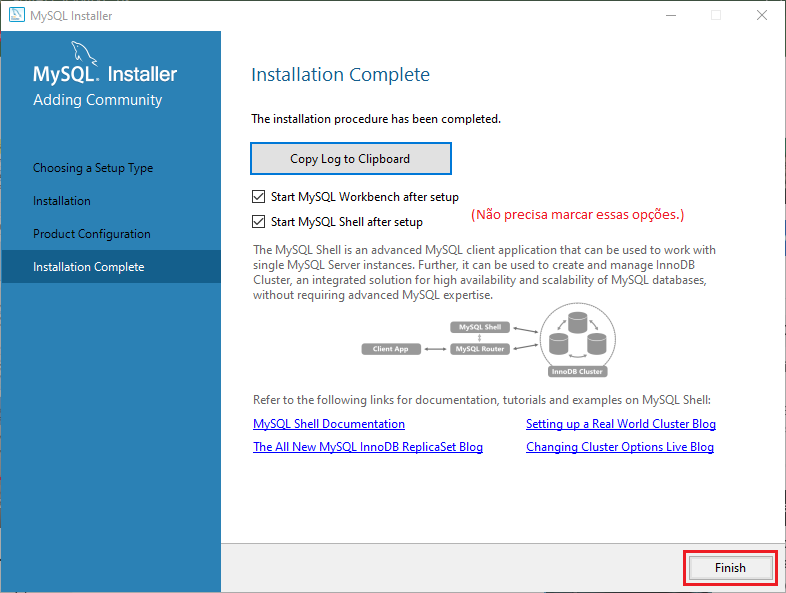 MySQL Installer
MySQL. Installer
Adding Community
Choosing a Setup Type
Installation
Product Configuration
Installation Complete
Installation Complete
The installation procedure has been completed.
Copy Log to Clipboard
Start MySQL Workbench after setup
Start MySQL Shell after setup
(Não precisa marcar essas opções.)
The MySQL Shell is an advanced MySQL client application that can be used to work with
single MySQL Server instances. Further, it can be used to create and manage InnoDB
Cluster, an integrated solution for high availability and scalability of MySQL databases,
without requiring advanced MySQL expertise.
MySQL Shell
Client App
MySQL Router
InnoDB Cluster
Refer to the following links for documentation, tutorials and examples on MySQL Shell:
MySQL Shell Documentation
Setting up a Real World Cluster Blog
The All New MySQL InnoDB ReplicaSet Blog
Changing Cluster Options Live Blog
Finish